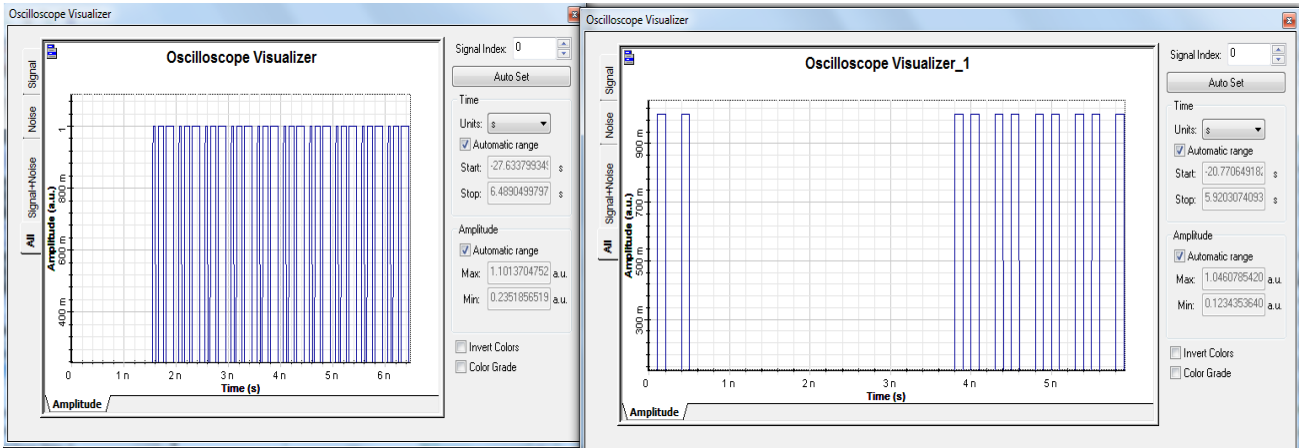 Oscilloscope Visualizer
Oscilloscope Visualizer
Signal
Noise
Signal+Noise
All
Amplitude (a.u.)
1
800 m
600 m
400 m
0 1 n 2 n 3 n 4 n 5 n 6 n
Time (s)
Amplitude
Signal Index: 0
Auto Set
Time
Units: s
Automatic range
Start: -27.633799349 s
Stop: 6.4890499797 s
Amplitude
Automatic range
Max: 1.1013704752 a.u.
Min: 0.2351856519 a.u.
Invert Colors
Color Grade
Oscilloscope Visualizer
Oscilloscope Visualizer_1
Signal
Noise
Signal+Noise
All
Amplitude (a.u.)
900 m
700 m
500 m
300 m
0 1 n 2 n 3 n 4 n 5 n
Time (s)
Amplitude
Signal Index: 0
Auto Set
Time
Units: s
Automatic range
Start: -20.770649182 s
Stop: 5.9203074093 s
Amplitude
Automatic range
Max: 1.0460785420 a.u.
Min: 0.1234353640 a.u.
Invert Colors
Color Grade